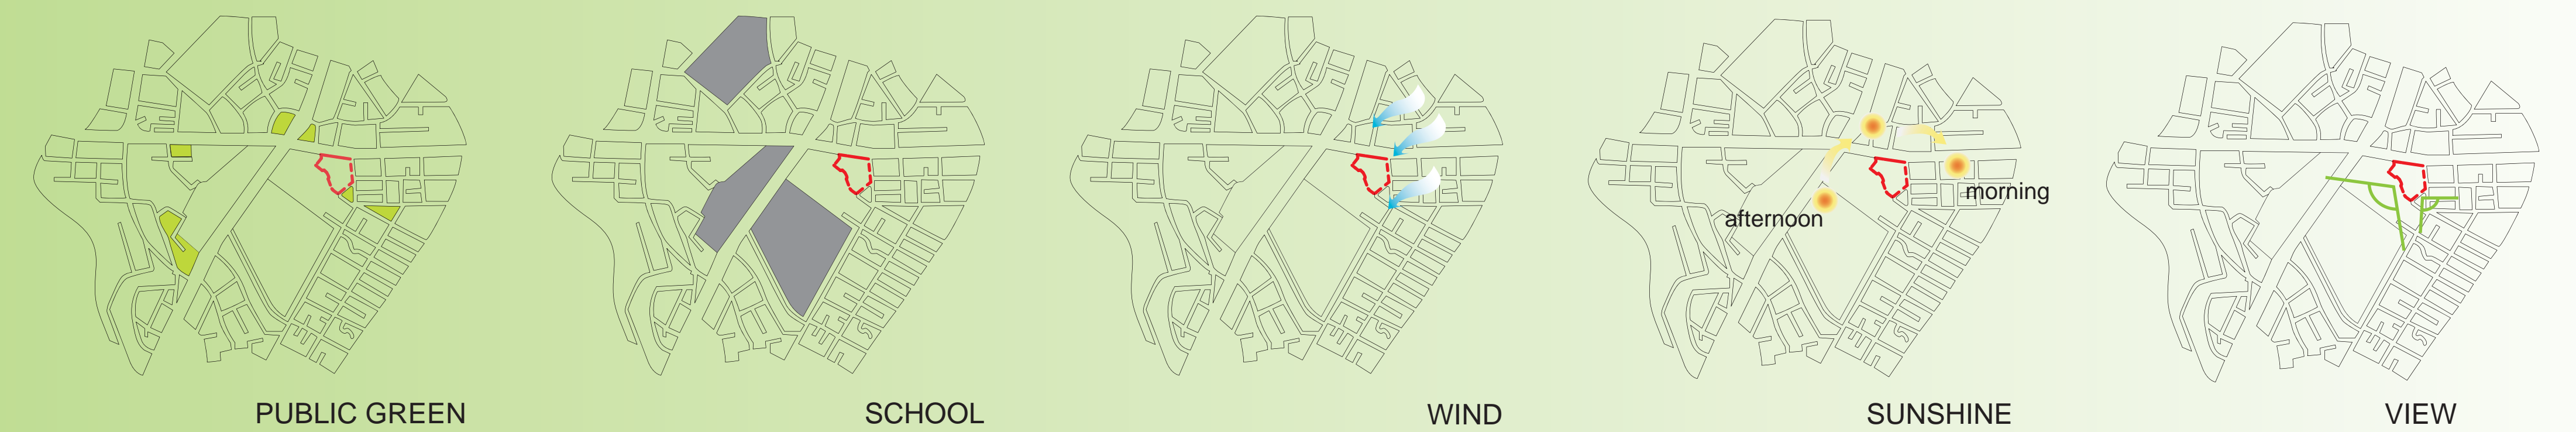 afternoon
morning
PUBLIC GREEN
SCHOOL
WIND
SUNSHINE
VIEW